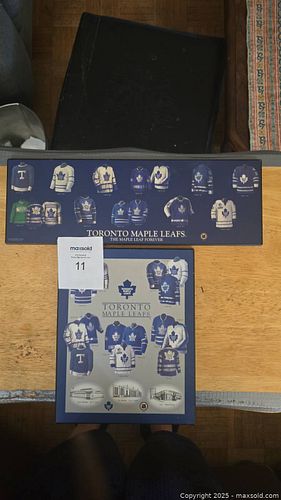 TORONTO MAPLE LEAFS
THE MAPLE LEAF FOREVER
maxsold
11
TORONTO
MAPLE LEAFS
Copyright 2025 - maxsold.com